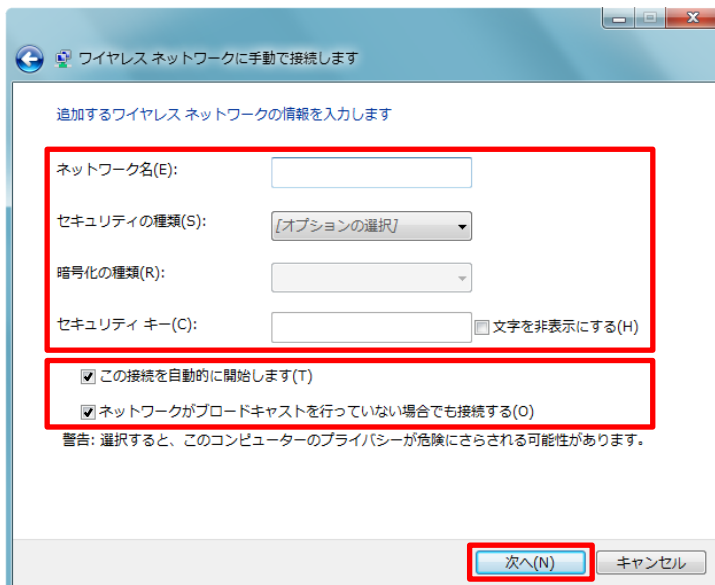 ワイヤレス ネットワークに手動で接続します
追加するワイヤレス ネットワークの情報を入力します
ネットワーク名(E):
セキュリティの種類(S): [オプションの選択]
暗号化の種類(R):
セキュリティ キー(C): 文字を非表示にする(H)
この接続を自動的に開始します(T)
ネットワークがブロードキャストを行っていない場合でも接続する(O)
警告: 選択すると、このコンピューターのプライバシーが危険にさらされる可能性があります。
次へ(N) キャンセル